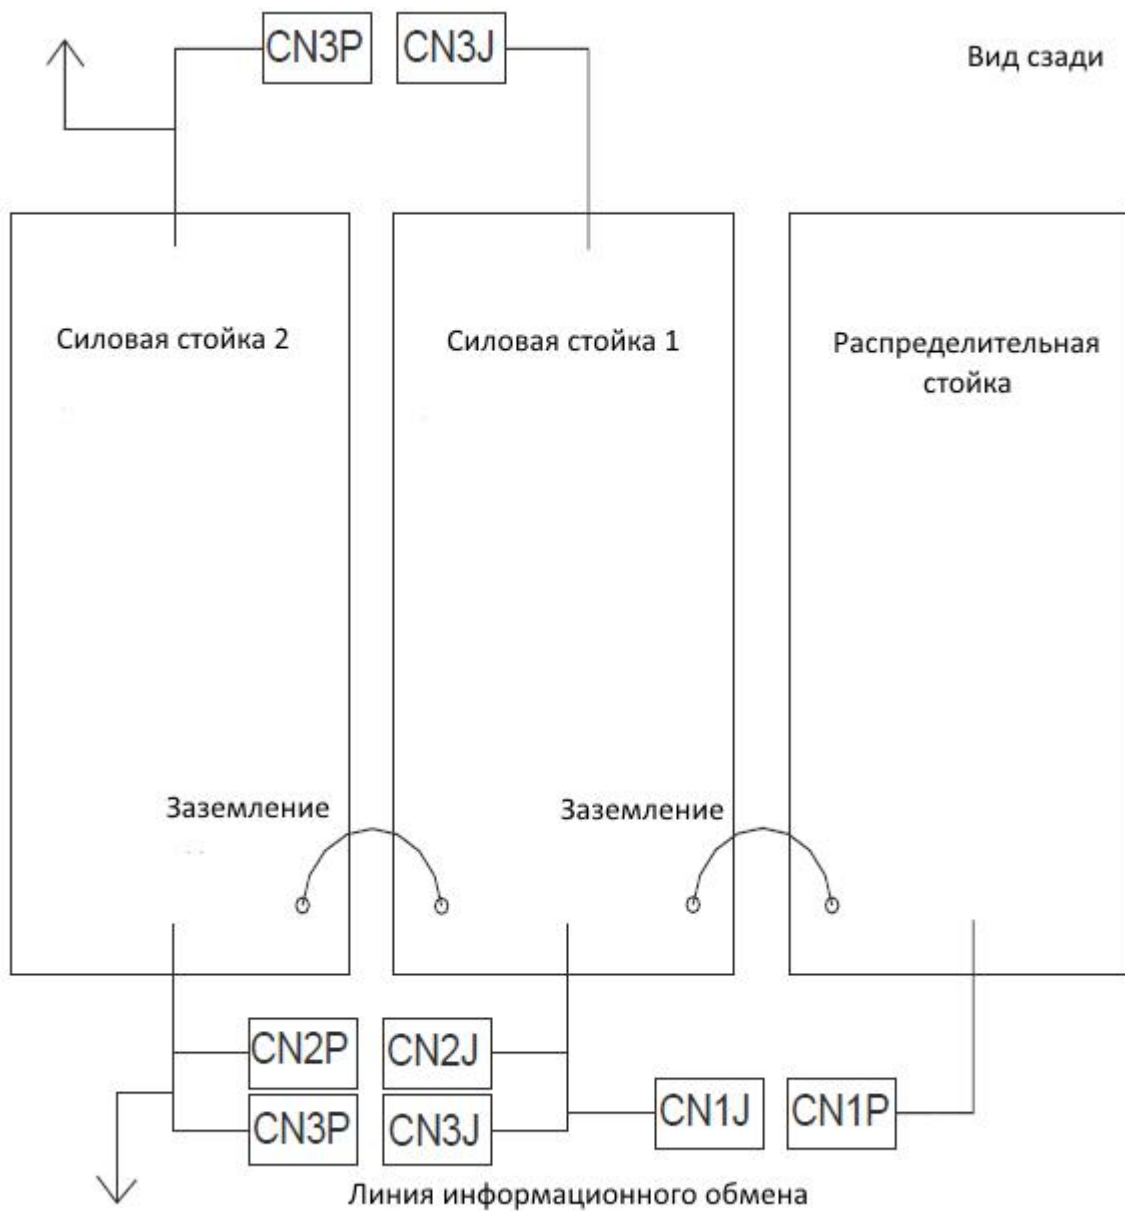 CN3P CN3J
Вид сзади
Силовая стойка 2
Силовая стойка 1
Распределительная
стойка
Заземление
Заземление
CN2P CN2J
CN1J CN1P
CN3P CN3J
Линия информационного обмена